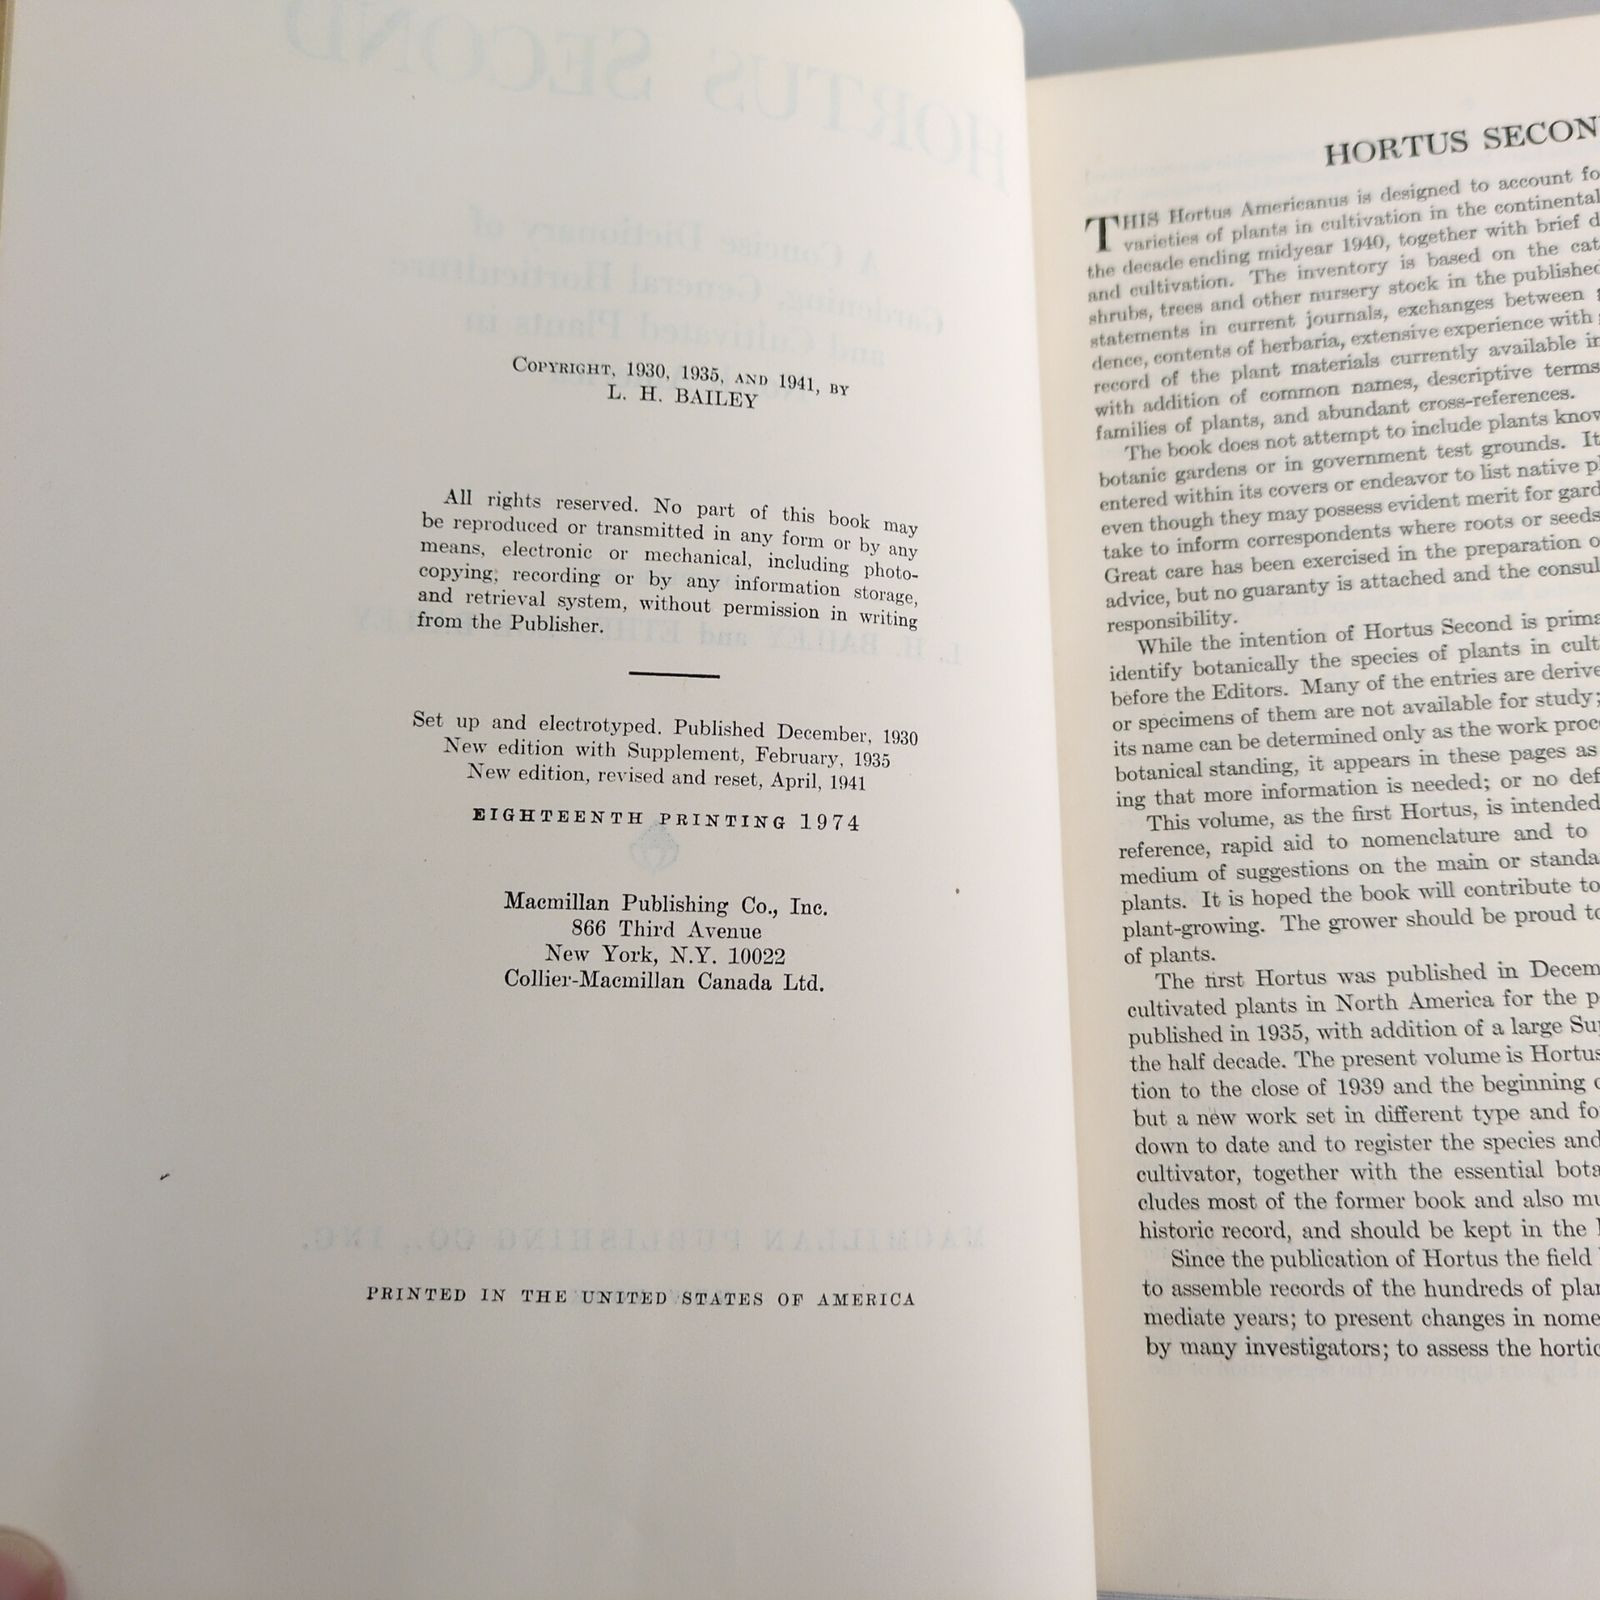 COPYRIGHT, 1930, 1935, AND 1941, BY
L. H. BAILEY
All rights reserved. No part of this book may
be reproduced or transmitted in any form or by any
means, electronic or mechanical, including photo-
copying, recording or by any information storage,
and retrieval system, without permission in writing
from the Publisher.
Set up and electrotyped. Published December, 1930
New edition with Supplement, February, 1935
New edition, revised and reset, April, 1941
EIGHTEENTH PRINTING 1974
Macmillan Publishing Co., Inc.
866 Third Avenue
New York, N.Y. 10022
Collier-Macmillan Canada Ltd.
PRINTED IN THE UNITED STATES OF AMERICA
HORTUS SECON
THIS Hortus Americanus is designed to account fo
varieties of plants in cultivation in the continental
the decade ending midyear 1940, together with brief d
and cultivation. The inventory is based on the cat
shrubs, trees and other nursery stock in the published
statements in current journals, exchanges between
dence, contents of herbaria, extensive experience with
record of the plant materials currently available in
with addition of common names, descriptive terms
families of plants, and abundant cross-references.
The book does not attempt to include plants know
botanic gardens or in government test grounds. It
entered within its covers or endeavor to list native pl
even though they may possess evident merit for gard
take to inform correspondents where roots or seeds
Great care has been exercised in the preparation o
advice, but no guaranty is attached and the consul
responsibility.
While the intention of Hortus Second is prima
identify botanically the species of plants in cult
before the Editors. Many of the entries are derive
or specimens of them are not available for study;
its name can be determined only as the work proc
botanical standing, it appears in these pages as
ing that more information is needed; or no def
This volume, as the first Hortus, is intended
reference, rapid aid to nomenclature and to
medium of suggestions on the main or standa
plants. It is hoped the book will contribute to
plant-growing. The grower should be proud to
of plants.
The first Hortus was published in Decem
cultivated plants in North America for the p
published in 1935, with addition of a large Su
the half decade. The present volume is Hortus
tion to the close of 1939 and the beginning o
but a new work set in different type and fo
down to date and to register the species and
cultivator, together with the essential bota
cludes most of the former book and also mu
historic record, and should be kept in the
Since the publication of Hortus the field
to assemble records of the hundreds of plan
mediate years; to present changes in nome
by many investigators; to assess the hortic